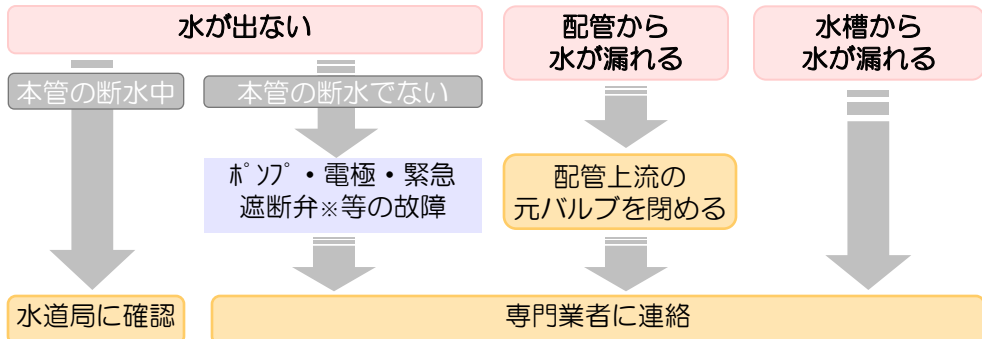 水が出ない
配管から
水が漏れる
水槽から
水が漏れる
本管の断水中
本管の断水でない
ﾎﾟﾝﾌﾟ・電極・緊急
遮断弁※等の故障
配管上流の
元バルブを閉める
水道局に確認
専門業者に連絡